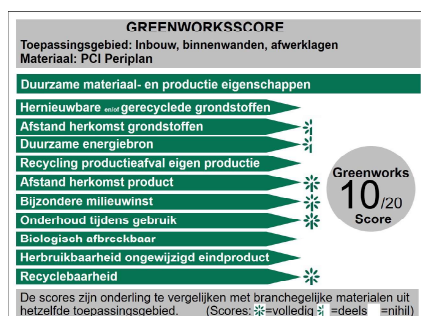 GREENWORKSSCORE
Toepassingsgebied: Inbouw, binnenwanden, afwerklagen
Materiaal: PCI Periplan
Duurzame materiaal- en productie eigenschappen
Hernieuwbare en/of gerecyclede grondstoffen
Afstand herkomst grondstoffen
Duurzame energiebron
Recycling productieafval eigen productie
Afstand herkomst product
Bijzondere milieuwinst
Onderhoud tijdens gebruik
Biologisch afbreekbaar
Herbruikbaarheid ongewijzigd eindproduct
Recyclebaarheid
Greenworks
10/20
Score
De scores zijn onderling te vergelijken met branchegelijke materialen uit
hetzelfde toepassingsgebied. (Scores: =volledig =deels =nihil)